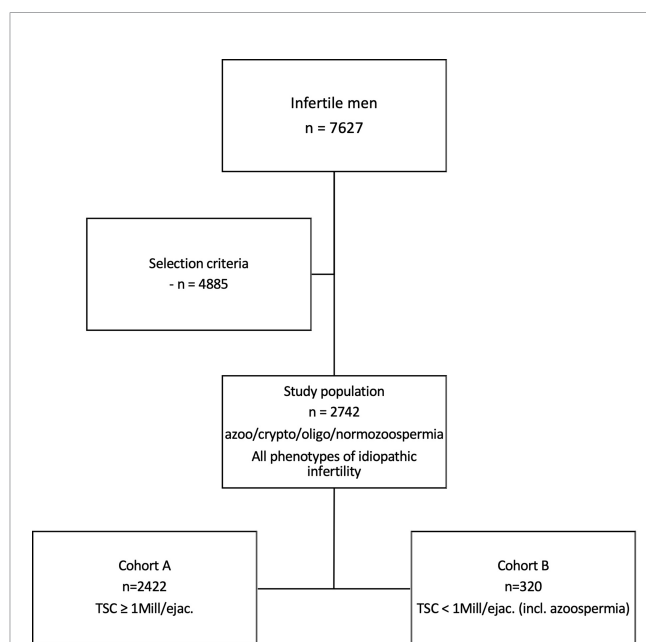 Infertile men
n = 7627
Selection criteria
- n = 4885
Study population
n = 2742
azoo/crypto/oligo/normozoospermia
All phenotypes of idiopathic
infertility
Cohort A
n=2422
TSC ≥ 1Mill/ejac.
Cohort B
n=320
TSC < 1Mill/ejac. (incl. azoospermia)